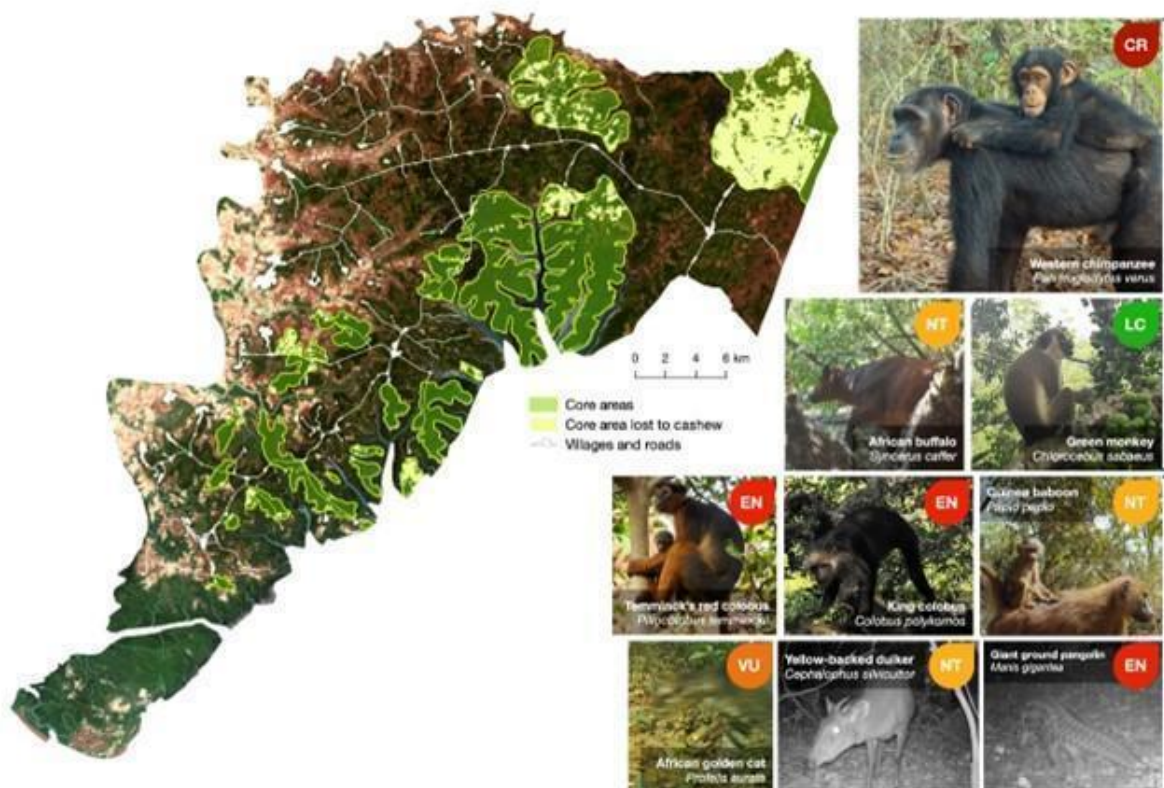 CR
Western chimpanzee
Pan troglodytes verus
NT
African buffalo
Syncerus caffer
LC
Green monkey
Chlorocebus sabaeus
0 2 4 6 km
Core areas
Core area lost to cashew
Villages and roads
EN
Temminck's red colobus
Piliocolobus temminckii
EN
King colobus
Colobus polykomos
Guinea baboon
Papio papio
NT
VU
African golden cat
Profelis aurata
Yellow-backed duiker
Cephalophus silvicultor
NT
Giant ground pangolin
Manis gigantea
EN